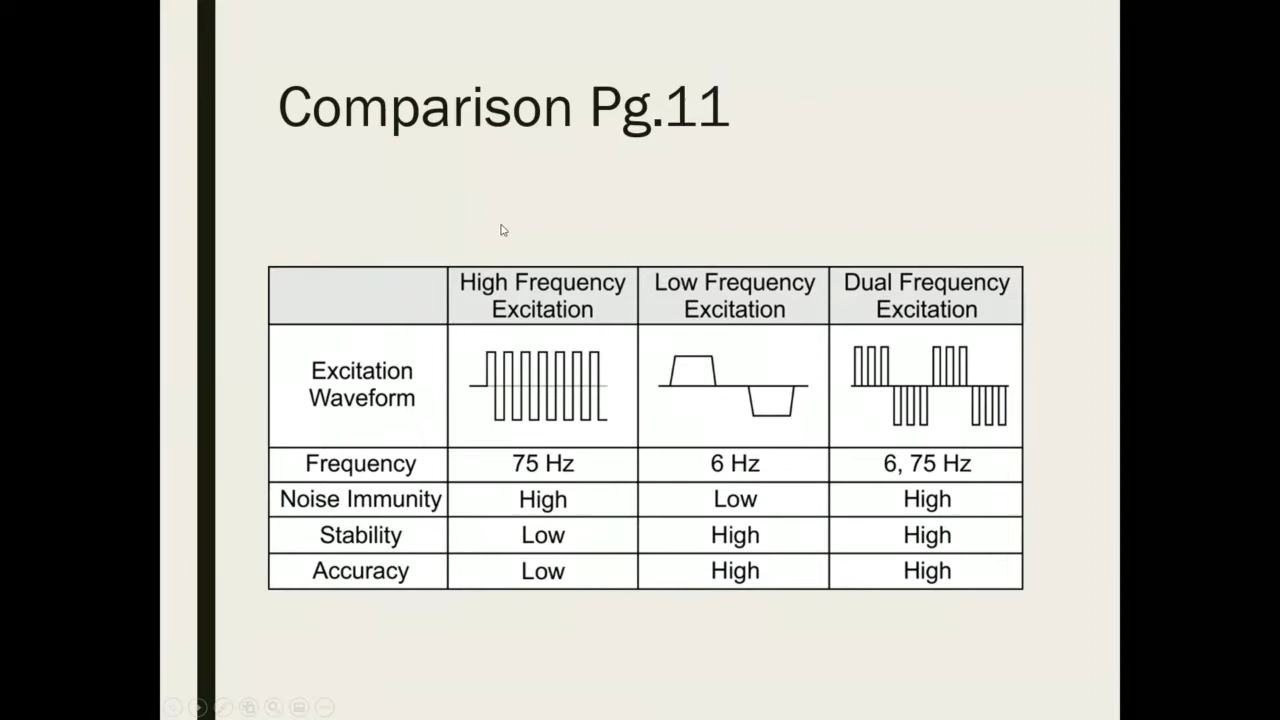 Comparison Pg.11
High Frequency Excitation
Low Frequency Excitation
Dual Frequency Excitation
Excitation Waveform
Frequency 75 Hz 6 Hz 6, 75 Hz
Noise Immunity High Low High
Stability Low High High
Accuracy Low High High